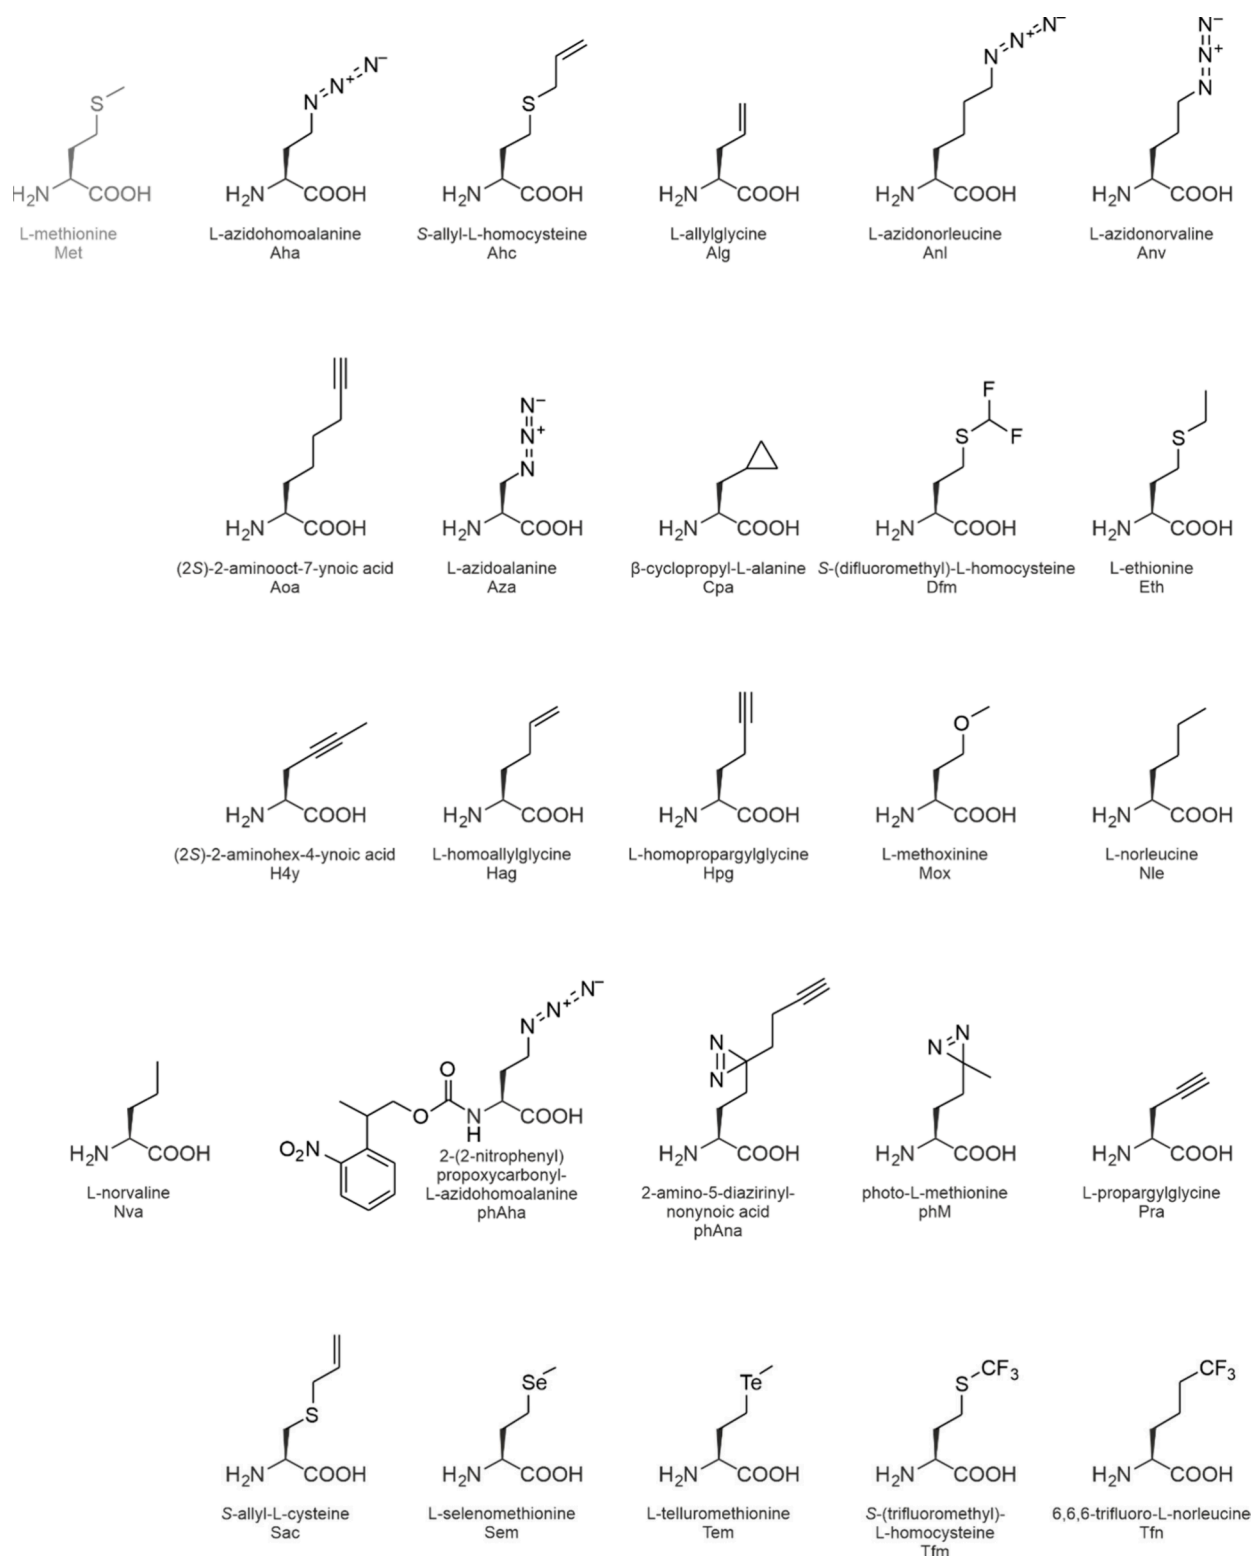 S
H₂N COOH
L-methionine
Met
N N⁺ N⁻
H₂N COOH
L-azidohomoalanine
Aha
S
H₂N COOH
S-allyl-L-homocysteine
Ahc
H₂N COOH
L-allylglycine
Alg
N N⁺ N⁻
H₂N COOH
L-azidonorleucine
Anl
N⁻
N⁺
N
H₂N COOH
L-azidonorvaline
Anv
H₂N COOH
(2S)-2-aminooct-7-ynoic acid
Aoa
N⁻
N⁺
N
H₂N COOH
L-azidoalanine
Aza
H₂N COOH
β-cyclopropyl-L-alanine
Cpa
F
S F
H₂N COOH
S-(difluoromethyl)-L-homocysteine
Dfm
S
H₂N COOH
L-ethionine
Eth
H₂N COOH
(2S)-2-aminohex-4-ynoic acid
H4y
H₂N COOH
L-homoallylglycine
Hag
H₂N COOH
L-homopropargylglycine
Hpg
O
H₂N COOH
L-methoxinine
Mox
H₂N COOH
L-norleucine
Nle
H₂N COOH
L-norvaline
Nva
N N⁺ N⁻
O
O N COOH
H
NO₂
2-(2-nitrophenyl)
propoxycarbonyl-
L-azidohomoalanine
phAha
N
N
H₂N COOH
2-amino-5-diazirinyl-
nonynoic acid
phAna
N N
H₂N COOH
photo-L-methionine
phM
H₂N COOH
L-propargylglycine
Pra
S
H₂N COOH
S-allyl-L-cysteine
Sac
Se
H₂N COOH
L-selenomethionine
Sem
Te
H₂N COOH
L-telluromethionine
Tem
S CF₃
H₂N COOH
S-(trifluoromethyl)-
L-homocysteine
Tfm
CF₃
H₂N COOH
6,6,6-trifluoro-L-norleucine
Tfn